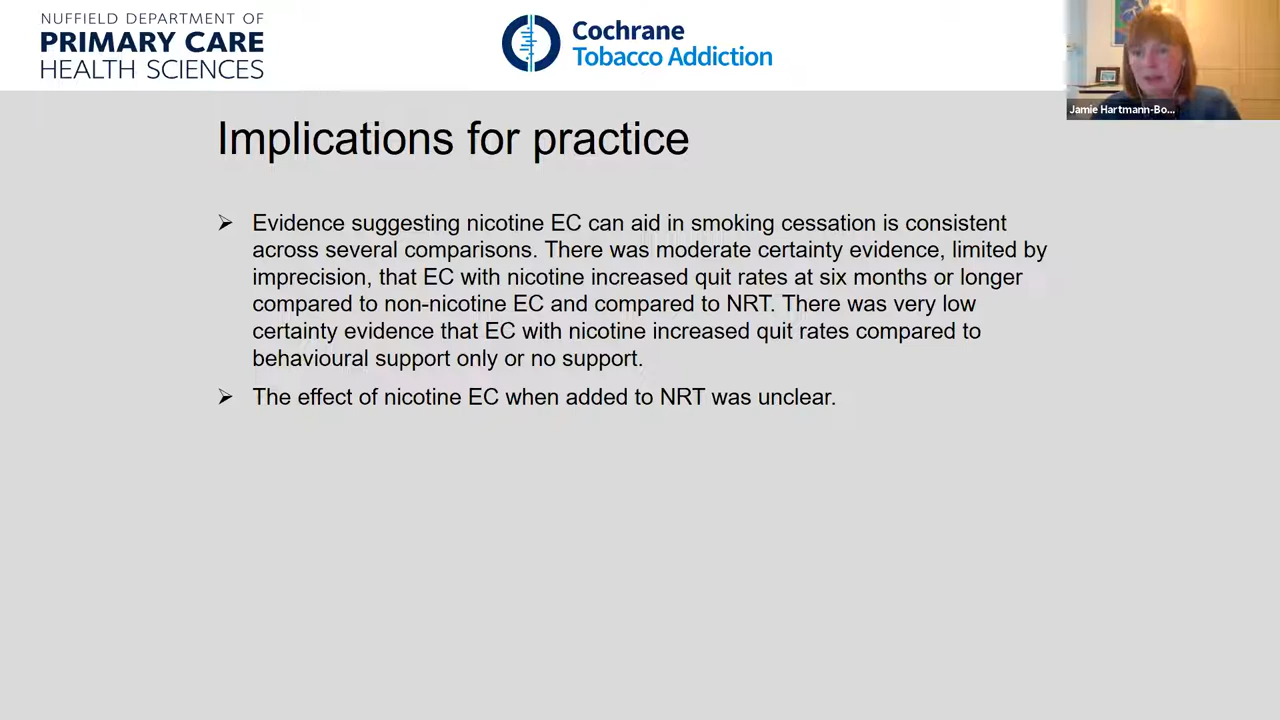 NUFFIELD DEPARTMENT OF
PRIMARY CARE
HEALTH SCIENCES
Cochrane
Tobacco Addiction
Jamie Hartmann-Bo...
Implications for practice
➢ Evidence suggesting nicotine EC can aid in smoking cessation is consistent
across several comparisons. There was moderate certainty evidence, limited by
imprecision, that EC with nicotine increased quit rates at six months or longer
compared to non-nicotine EC and compared to NRT. There was very low
certainty evidence that EC with nicotine increased quit rates compared to
behavioural support only or no support.
➢ The effect of nicotine EC when added to NRT was unclear.